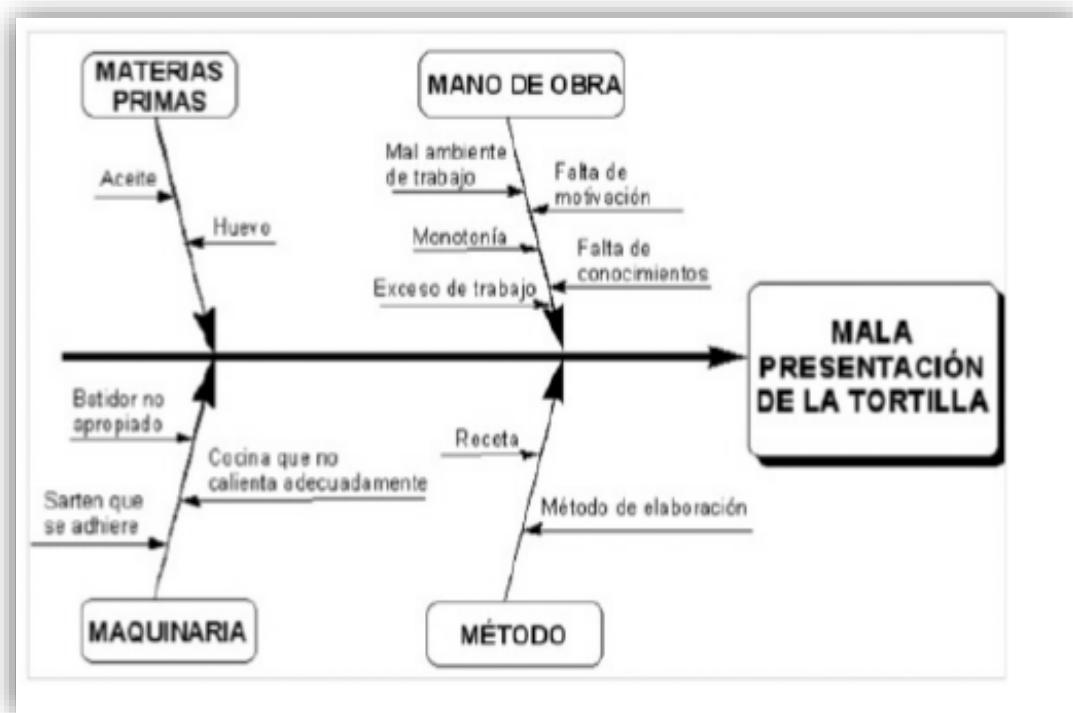 MATERIAS
PRIMAS
Aceite
Huevo
MANO DE OBRA
Mal ambiente
de trabajo
Falta de
motivación
Monotonía
Falta de
conocimientos
Exceso de trabajo
MALA
PRESENTACIÓN
DE LA TORTILLA
Batidor no
apropiado
Cocina que no
calienta adecuadamente
Sarten que
se adhiere
MAQUINARIA
Receta
Método de elaboración
MÉTODO